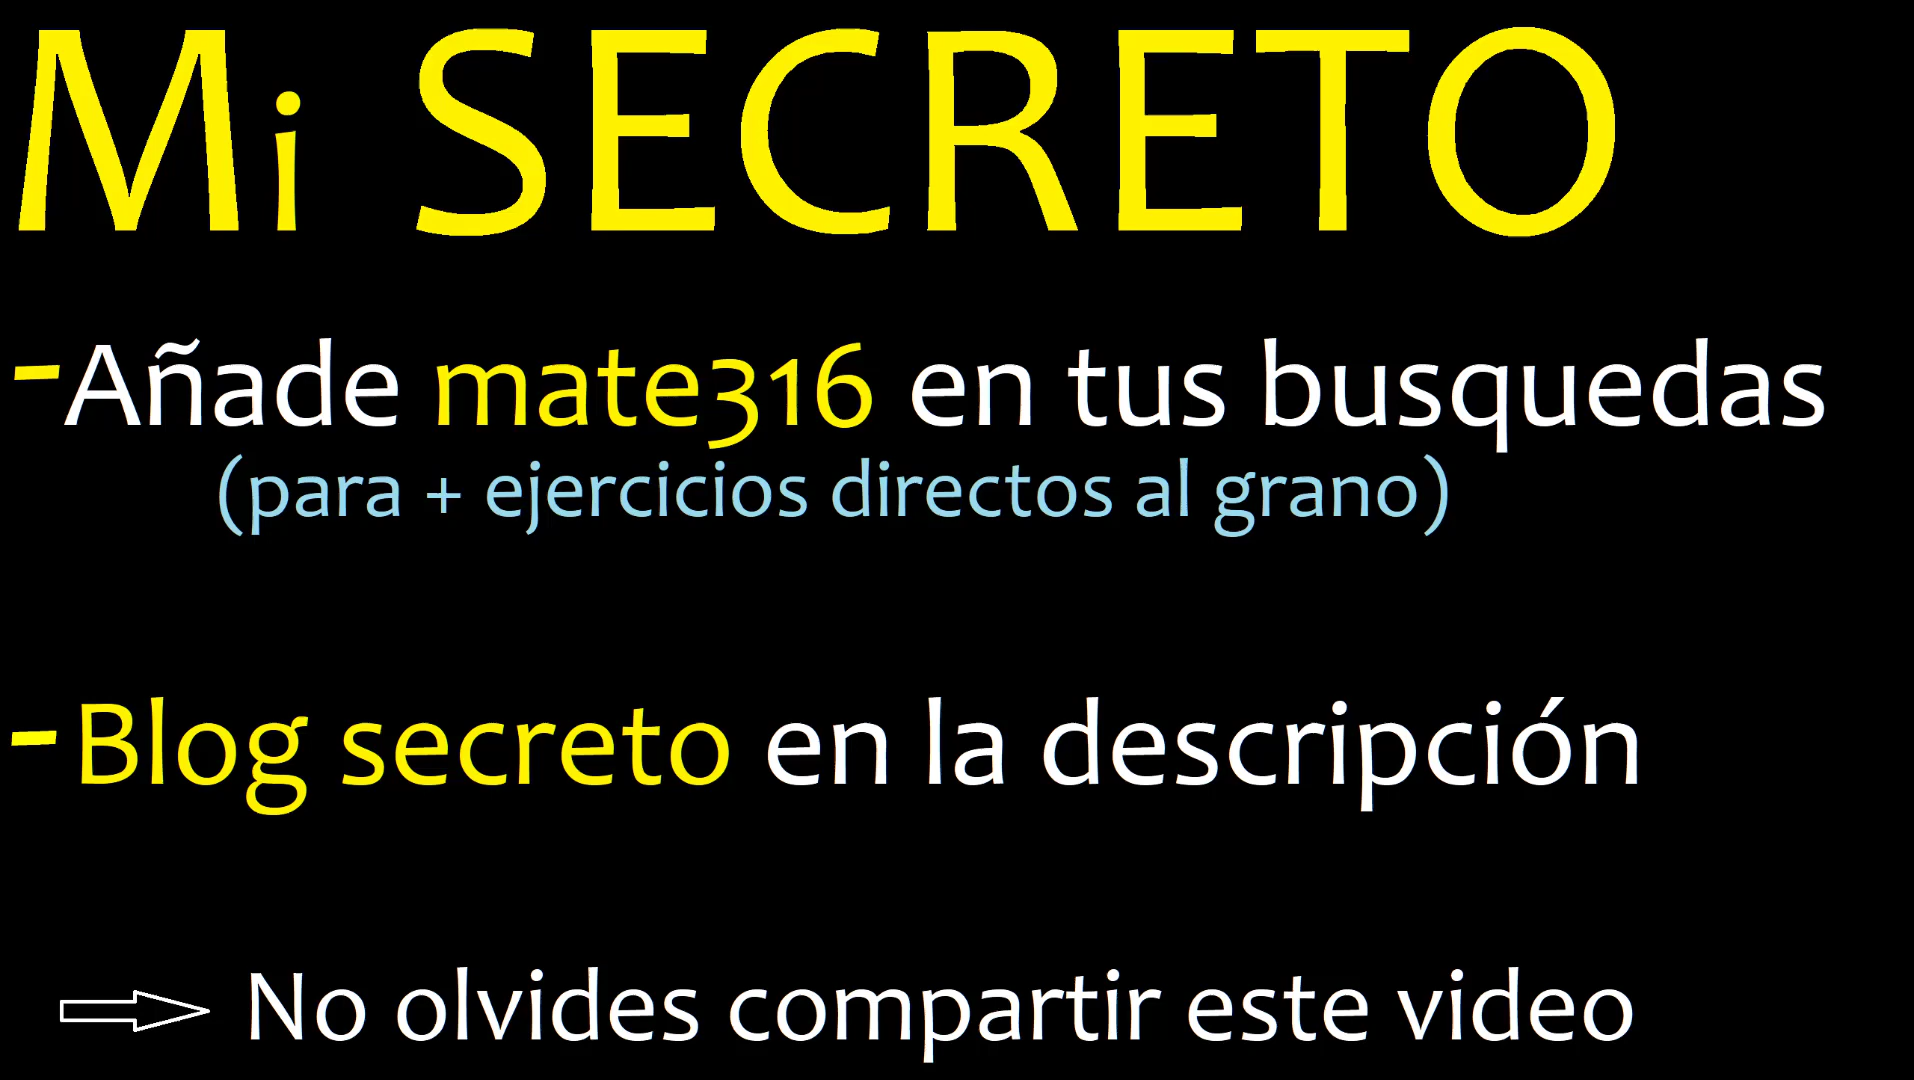 Mi SECRETO
-Añade mate316 en tus busquedas
(para + ejercicios directos al grano)
-Blog secreto en la descripción
No olvides compartir este video